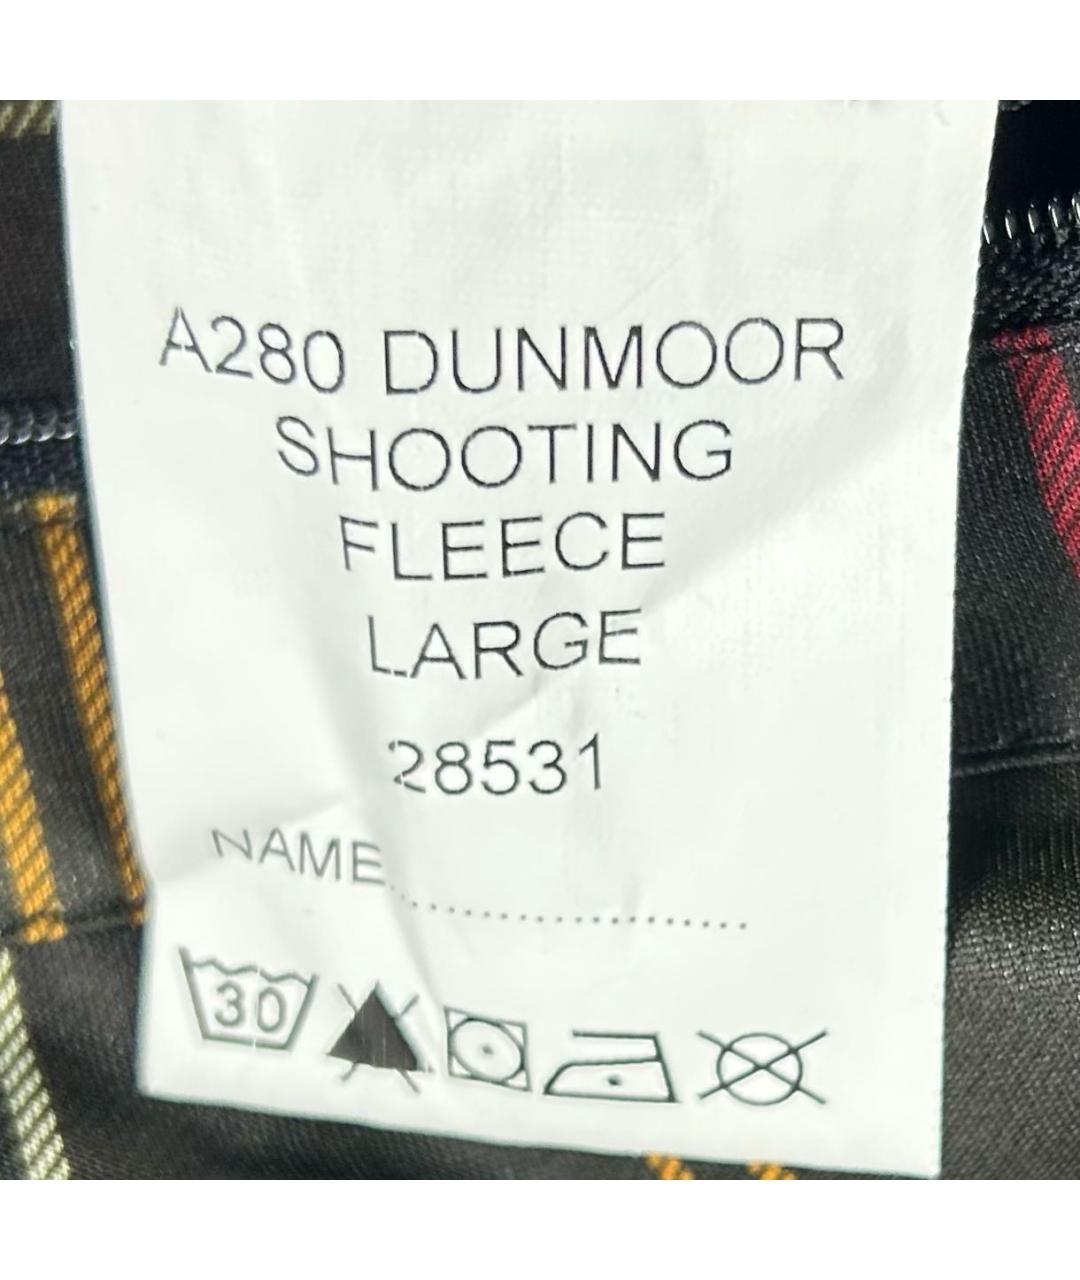 A280 DUNMOOR
SHOOTING
FLEECE
LARGE
28531
NAME....................
30